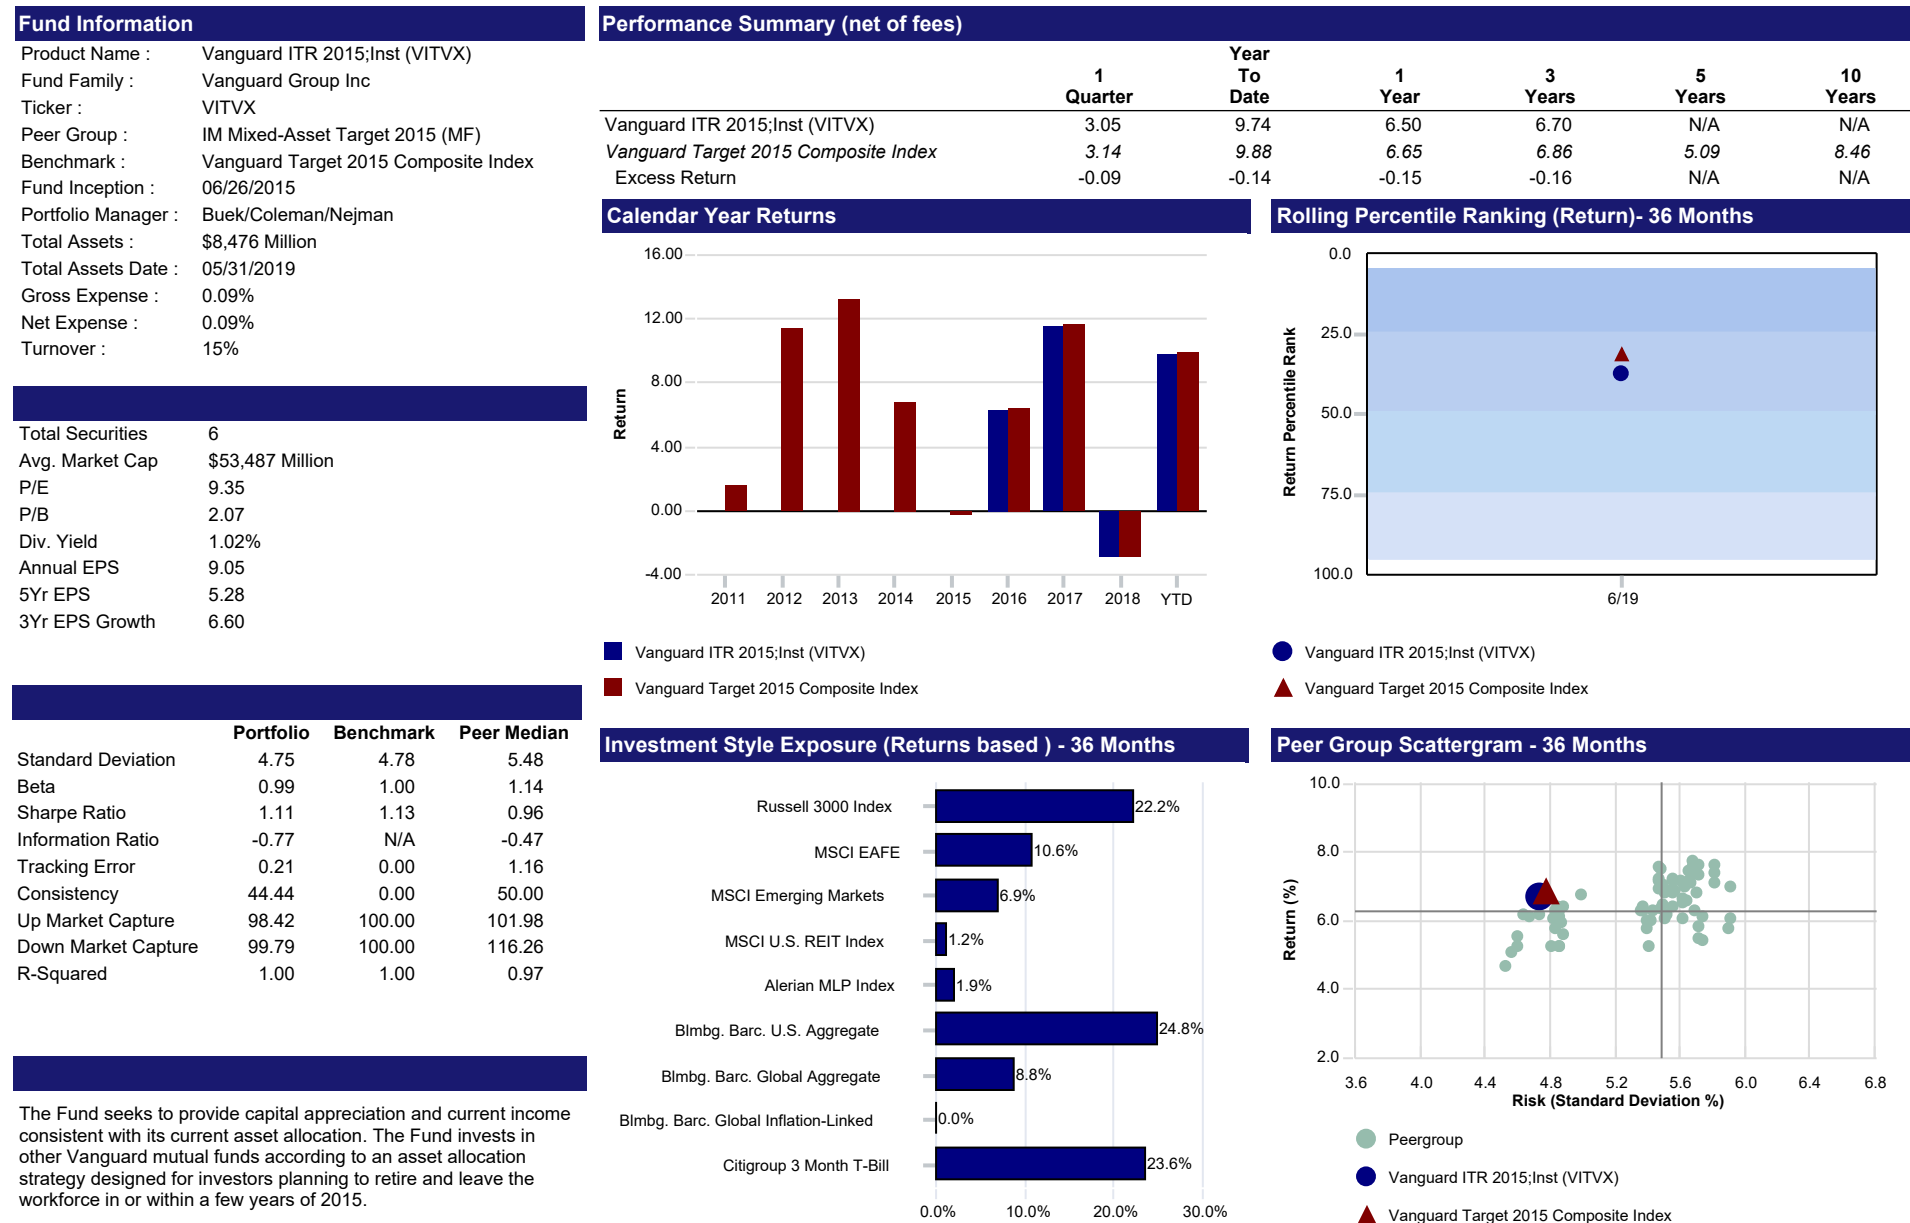 Fund Information
Product Name : Vanguard ITR 2015;Inst (VITVX)
Fund Family : Vanguard Group Inc
Ticker : VITVX
Peer Group : IM Mixed-Asset Target 2015 (MF)
Benchmark : Vanguard Target 2015 Composite Index
Fund Inception : 06/26/2015
Portfolio Manager : Buek/Coleman/Nejman
Total Assets : $8,476 Million
Total Assets Date : 05/31/2019
Gross Expense : 0.09%
Net Expense : 0.09%
Turnover : 15%
Total Securities 6
Avg. Market Cap $53,487 Million
P/E 9.35
P/B 2.07
Div. Yield 1.02%
Annual EPS 9.05
5Yr EPS 5.28
3Yr EPS Growth 6.60
Portfolio Benchmark Peer Median
Standard Deviation 4.75 4.78 5.48
Beta 0.99 1.00 1.14
Sharpe Ratio 1.11 1.13 0.96
Information Ratio -0.77 N/A -0.47
Tracking Error 0.21 0.00 1.16
Consistency 44.44 0.00 50.00
Up Market Capture 98.42 100.00 101.98
Down Market Capture 99.79 100.00 116.26
R-Squared 1.00 1.00 0.97
The Fund seeks to provide capital appreciation and current income
consistent with its current asset allocation. The Fund invests in
other Vanguard mutual funds according to an asset allocation
strategy designed for investors planning to retire and leave the
workforce in or within a few years of 2015.
Performance Summary (net of fees)
Year
1 To 1 3 5 10
Quarter Date Year Years Years Years
Vanguard ITR 2015;Inst (VITVX) 3.05 9.74 6.50 6.70 N/A N/A
Vanguard Target 2015 Composite Index 3.14 9.88 6.65 6.86 5.09 8.46
Excess Return -0.09 -0.14 -0.15 -0.16 N/A N/A
Calendar Year Returns
Return
16.00
12.00
8.00
4.00
0.00
-4.00
2011 2012 2013 2014 2015 2016 2017 2018 YTD
Vanguard ITR 2015;Inst (VITVX)
Vanguard Target 2015 Composite Index
Rolling Percentile Ranking (Return)- 36 Months
Return Percentile Rank
0.0
25.0
50.0
75.0
100.0
6/19
Vanguard ITR 2015;Inst (VITVX)
Vanguard Target 2015 Composite Index
Investment Style Exposure (Returns based ) - 36 Months
Russell 3000 Index 22.2%
MSCI EAFE 10.6%
MSCI Emerging Markets 6.9%
MSCI U.S. REIT Index 1.2%
Alerian MLP Index 1.9%
Blmbg. Barc. U.S. Aggregate 24.8%
Blmbg. Barc. Global Aggregate 8.8%
Blmbg. Barc. Global Inflation-Linked 0.0%
Citigroup 3 Month T-Bill 23.6%
0.0% 10.0% 20.0% 30.0%
Peer Group Scattergram - 36 Months
Return (%)
10.0
8.0
6.0
4.0
2.0
3.6 4.0 4.4 4.8 5.2 5.6 6.0 6.4 6.8
Risk (Standard Deviation %)
Peergroup
Vanguard ITR 2015;Inst (VITVX)
Vanguard Target 2015 Composite Index